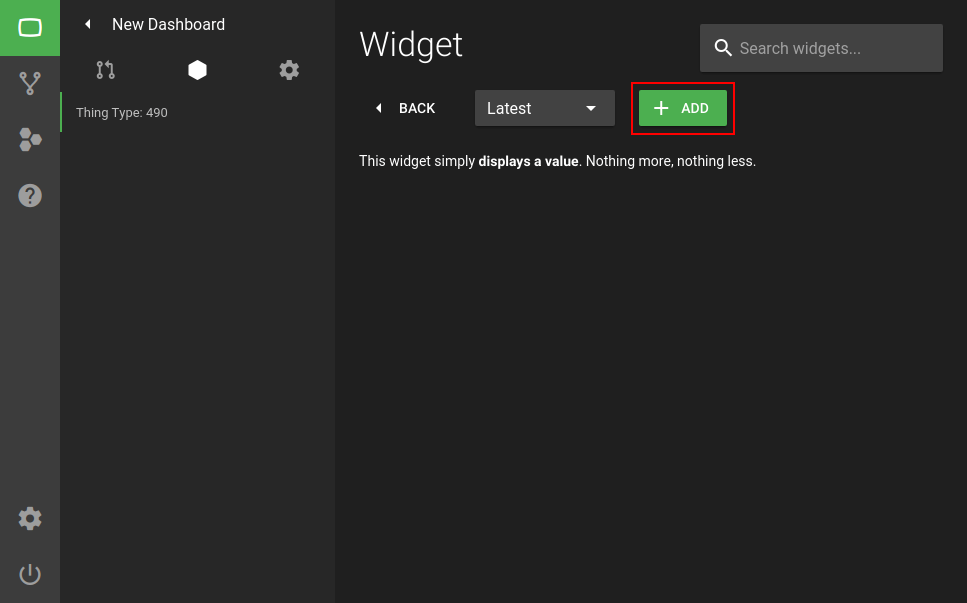 New Dashboard
Thing Type: 490
Widget
Search widgets...
BACK
Latest
ADD
This widget simply displays a value. Nothing more, nothing less.